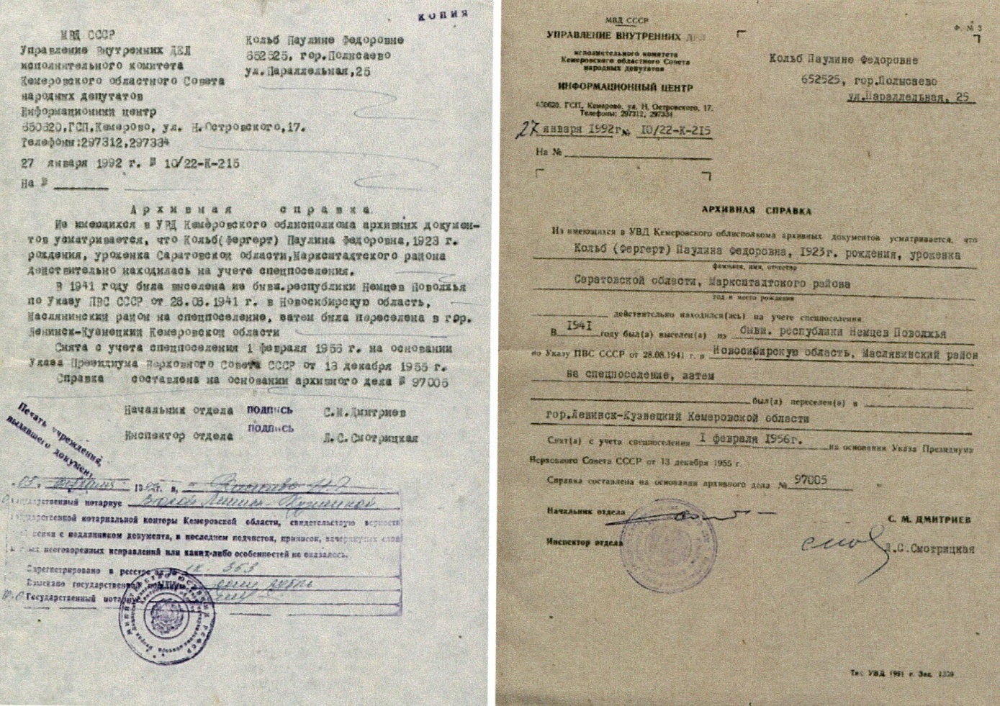 КОПИЯ
МВД СССР
Управление Внутренних ДЕЛ
исполнительного комитета
Кемеровского областного Совета
народных депутатов
Информационный центр
650620.ГСП.Кемерово, ул. Н.Островского,17.
Телефоны:297312,297334
27 января 1992 г. № 10/22-К-215
На №
Кольб Паулине Федоровне
652525, гор.Полысаево
ул.Параллельная,25
Архивная справка
Из имеющихся в УВД Кемеровского облисполкома архивных докумен-
тов усматривается, что Кольб(Фергерт) Паулина Федоровна,1923 г.
рождения, уроженка Саратовской области,Марксштадтского района
действительно находилась на учете спецпоселения.
В 1941 году была выселена из бывш.республики Немцев Поволжья
по Указу ПВС СССР от 28.08.1941 г. в Новосибирскую область,
Маслянинский район на спецпоселение, затем была переселена в гор.
Ленинск-Кузнецкий Кемеровской области
Снята с учета спецпоселения 1 февраля 1956 г. на основании
Указа Президиума Верховного Совета СССР от 13 декабря 1955 г.
Справка составлена на основании архивного дела № 97005
Начальник отдела ПОДПИСЬ С.М.Дмитриев
ПОДПИСЬ
Инспектор отдела Л.С.Смотрицкая
Печать учреждения,
выдавшего документ
05. февраля 199 г.
государственный нотариус
государственной нотариальной конторы Кемеровской области, свидетельствую верность
с подлинником документа, в последнем подчисток, приписок, зачеркнутых слов
и иных неоговоренных исправлений или каких-либо особенностей не оказалось.
Зарегистрировано в реестре за № 1к-353
Взыскано государственной пошлины рубль
Государственный нотариус
МВД СССР
УПРАВЛЕНИЕ ВНУТРЕННИХ ДЕЛ
исполнительного комитета
Кемеровского областного Совета
народных депутатов
ИНФОРМАЦИОННЫЙ ЦЕНТР
650620. ГСП, Кемерово, ул. Н. Островского, 17.
Телефоны: 297312, 297334
27 января 1992г. № 10/22-К-215
На №
Ф. № 3
Кольб Паулине Федоровне
652525, гор.Полысаево
ул.Параллельная, 25
АРХИВНАЯ СПРАВКА
Из имеющихся в УВД Кемеровского облисполкома архивных документов усматривается, что
Кольб (Фергерт) Паулина Федоровна, 1923г. рождения, уроженка
фамилия, имя, отчество
Саратовской области, Марксштадтского района
год и место рождения
действительно находился(ась) на учете спецпоселения
В 1941 году был(а) выселен(а) из бывш. республики Немцев Поволжья
по Указу ПВС СССР от 28.08.1941 г. в Новосибирскую область, Маслянинский район
на спецпоселение, затем
был(а) переселен(а) в
гор.Ленинск-Кузнецкий Кемеровской области
Снят(а) с учета спецпоселения 1 февраля 1956г. на основании Указа Президиума
Верховного Совета СССР от 13 декабря 1955 г.
Справка составлена на основании архивного дела № 97005
Начальник отдела С. М. ДМИТРИЕВ
Инспектор отдела Л.С.Смотрицкая
Тип. УВД 1991 г. Зак. 1339